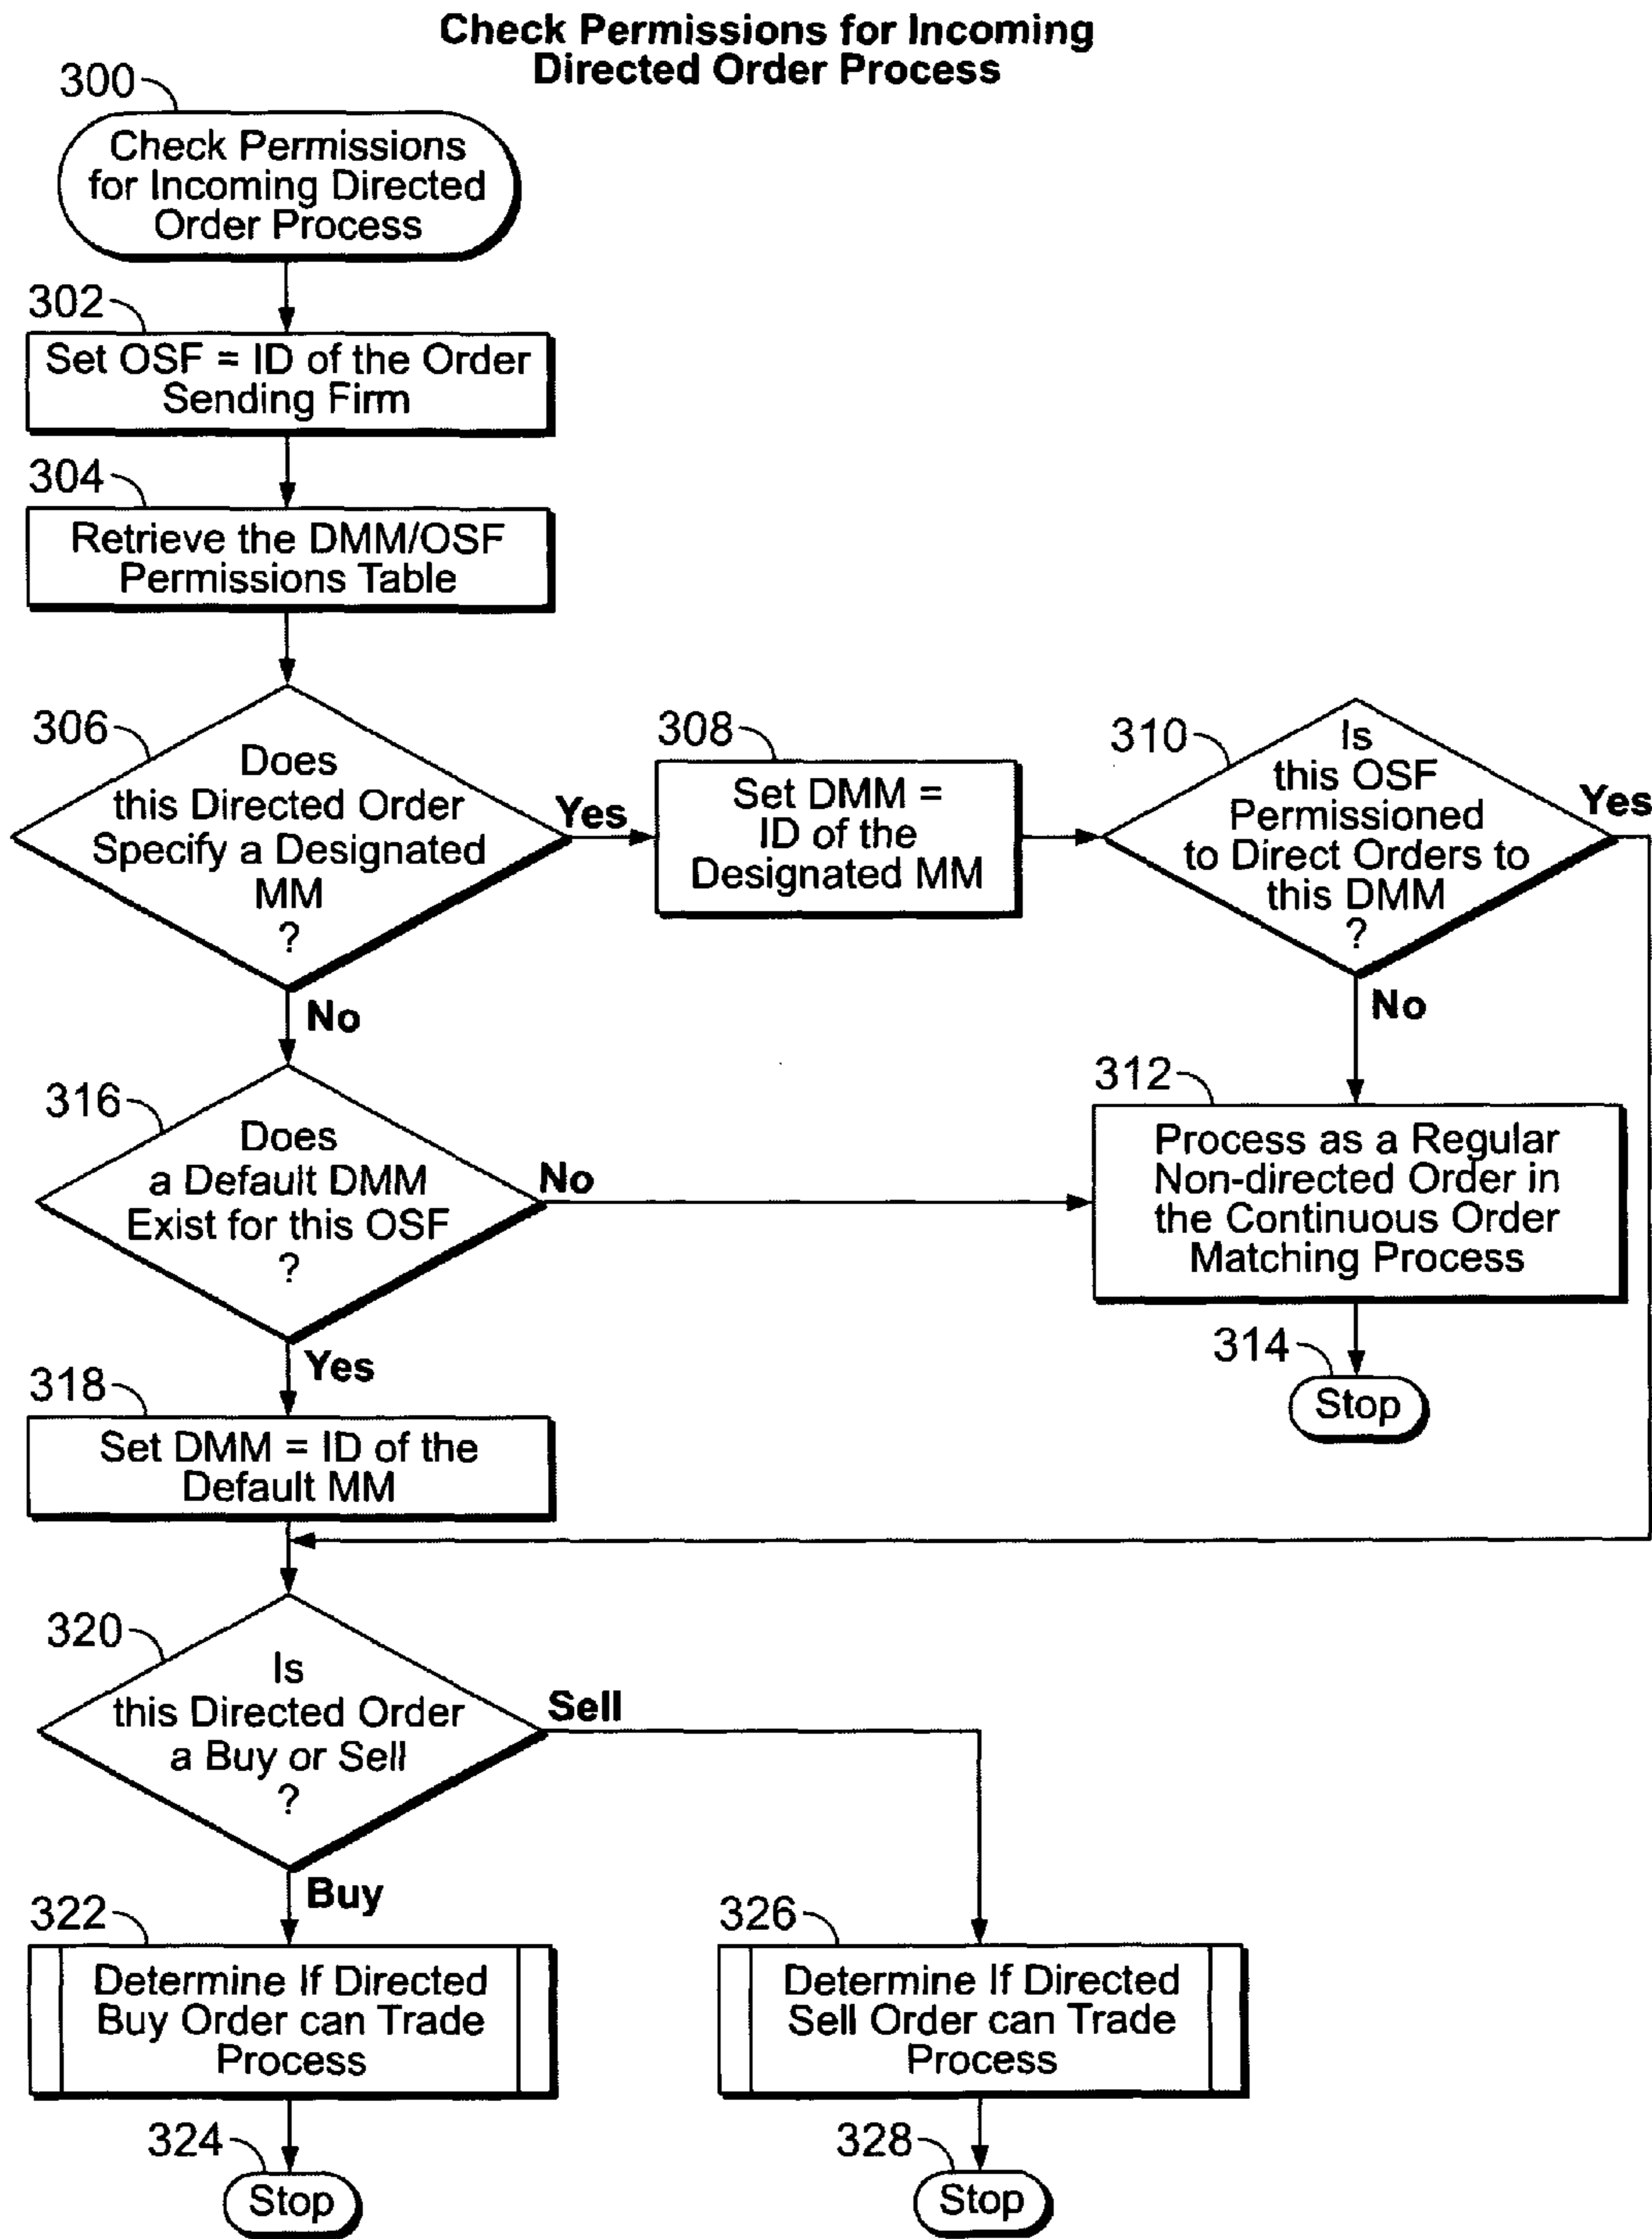 Check Permissions for Incoming
Directed Order Process
300
Check Permissions
for Incoming Directed
Order Process
302
Set OSF = ID of the Order
Sending Firm
304
Retrieve the DMM/OSF
Permissions Table
306
Does
this Directed Order
Specify a Designated
MM
?
Yes
No
308
Set DMM =
ID of the
Designated MM
310
Is
this OSF
Permissioned
to Direct Orders to
this DMM
?
Yes
No
312
Process as a Regular
Non-directed Order in
the Continuous Order
Matching Process
314
Stop
316
Does
a Default DMM
Exist for this OSF
?
No
Yes
318
Set DMM = ID of the
Default MM
320
Is
this Directed Order
a Buy or Sell
?
Sell
Buy
322
Determine If Directed
Buy Order can Trade
Process
324
Stop
326
Determine If Directed
Sell Order can Trade
Process
328
Stop